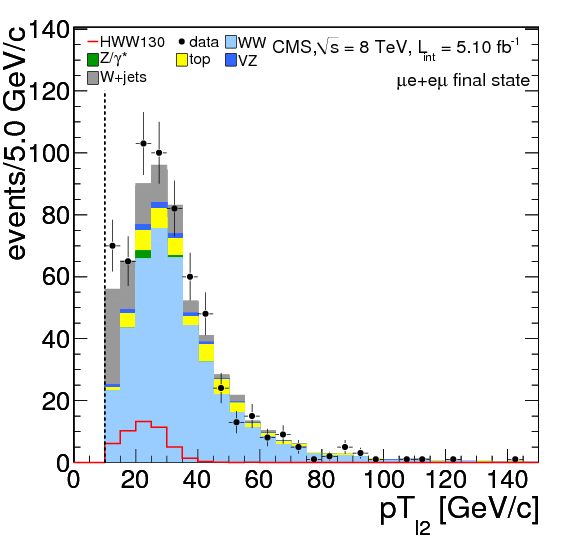 HWW130 data WW CMS,√s = 8 TeV, L_int = 5.10 fb⁻¹
Z/γ* top VZ
W+jets μe+eμ final state
events/5.0 GeV/c
140
120
100
80
60
40
20
0
0 20 40 60 80 100 120 140
pT_l2 [GeV/c]